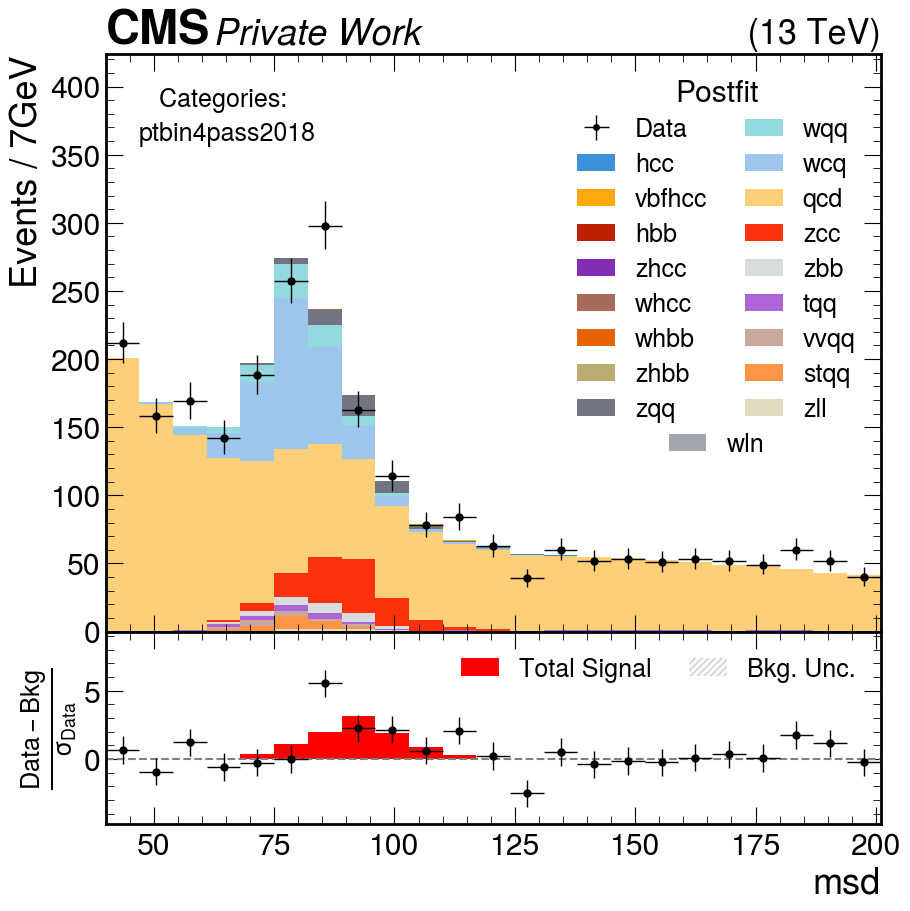 CMS Private Work (13 TeV)
Events / 7GeV
400
350
300
250
200
150
100
50
0
Categories:
ptbin4pass2018
Postfit
Data wqq
hcc wcq
vbfhcc qcd
hbb zcc
zhcc zbb
whcc tqq
whbb vvqq
zhbb stqq
zqq zll
wln
Data − Bkg
σData
5
0
Total Signal Bkg. Unc.
50 75 100 125 150 175 200
msd